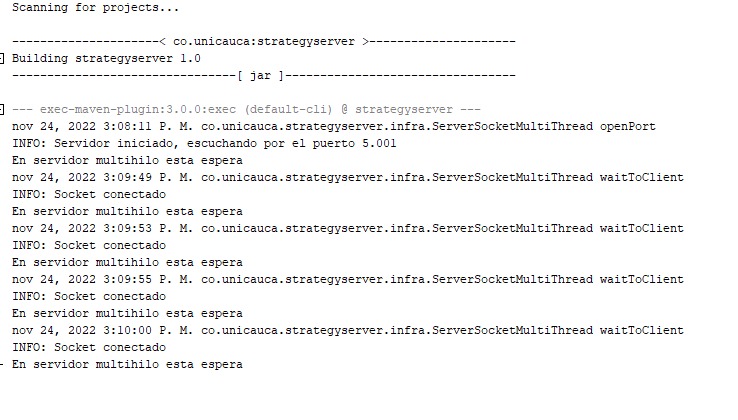 Scanning for projects...
---------------------< co.unicauca:strategyserver >---------------------
Building strategyserver 1.0
--------------------------------[ jar ]---------------------------------
--- exec-maven-plugin:3.0.0:exec (default-cli) @ strategyserver ---
nov 24, 2022 3:08:11 P. M. co.unicauca.strategyserver.infra.ServerSocketMultiThread openPort
INFO: Servidor iniciado, escuchando por el puerto 5.001
En servidor multihilo esta espera
nov 24, 2022 3:09:49 P. M. co.unicauca.strategyserver.infra.ServerSocketMultiThread waitToClient
INFO: Socket conectado
En servidor multihilo esta espera
nov 24, 2022 3:09:53 P. M. co.unicauca.strategyserver.infra.ServerSocketMultiThread waitToClient
INFO: Socket conectado
En servidor multihilo esta espera
nov 24, 2022 3:09:55 P. M. co.unicauca.strategyserver.infra.ServerSocketMultiThread waitToClient
INFO: Socket conectado
En servidor multihilo esta espera
nov 24, 2022 3:10:00 P. M. co.unicauca.strategyserver.infra.ServerSocketMultiThread waitToClient
INFO: Socket conectado
En servidor multihilo esta espera